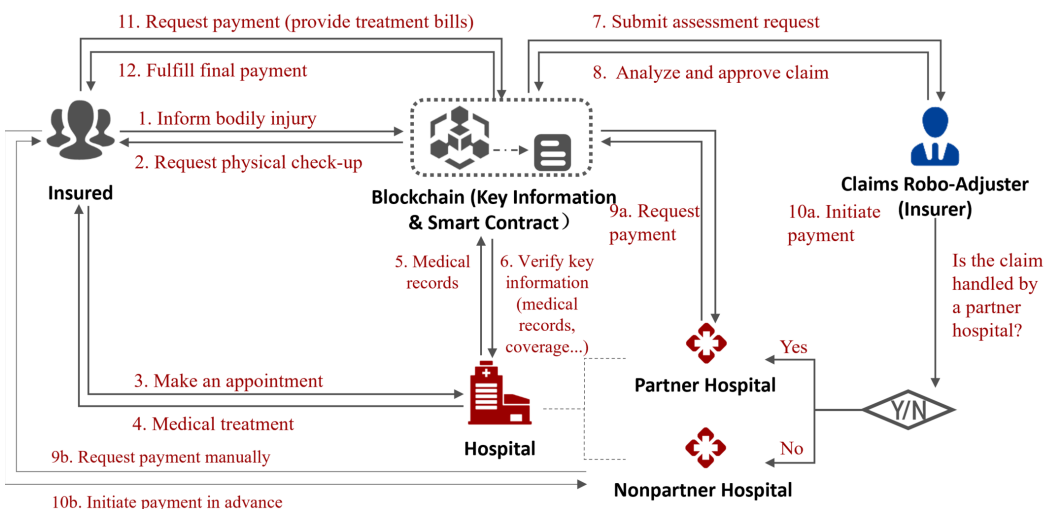 11. Request payment (provide treatment bills)
7. Submit assessment request
12. Fulfill final payment
8. Analyze and approve claim
1. Inform bodily injury
2. Request physical check-up
Insured
Blockchain (Key Information
& Smart Contract）
Claims Robo-Adjuster
(Insurer)
9a. Request
payment
10a. Initiate
payment
5. Medical
records
6. Verify key
information
(medical
records,
coverage...)
Is the claim
handled by
a partner
hospital?
Yes
Partner Hospital
Y/N
3. Make an appointment
4. Medical treatment
Hospital
No
Nonpartner Hospital
9b. Request payment manually
10b. Initiate payment in advance